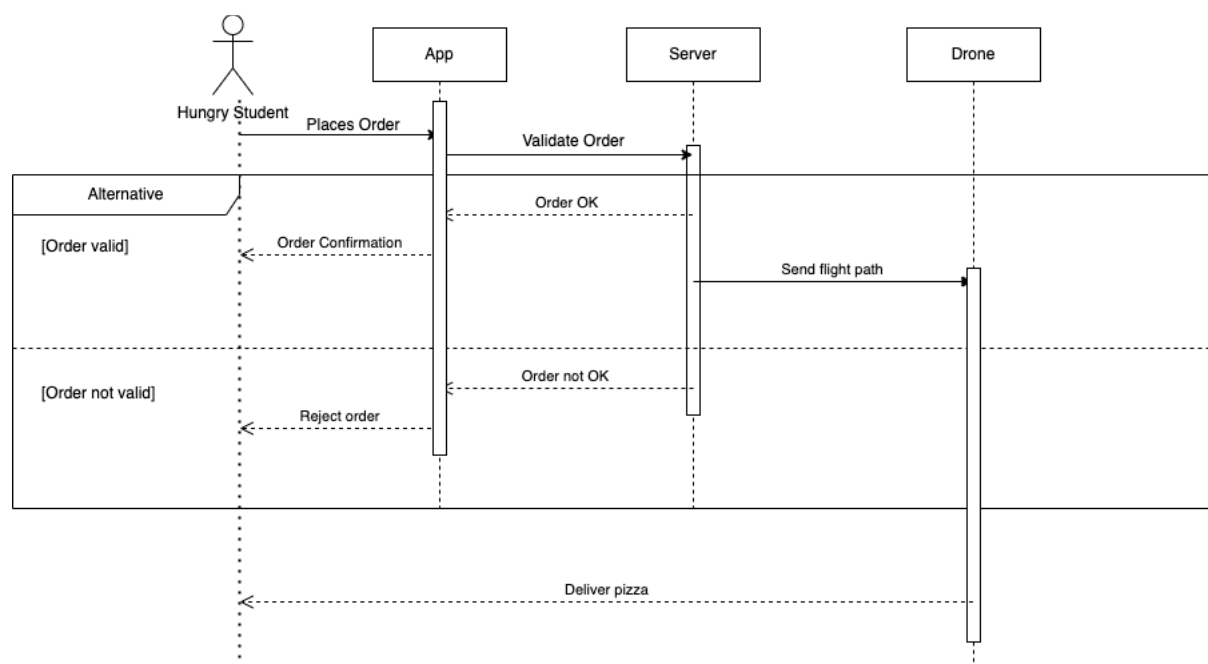 App
Server
Drone
Hungry Student
Places Order
Validate Order
Alternative
Order OK
[Order valid]
Order Confirmation
Send flight path
Order not OK
[Order not valid]
Reject order
Deliver pizza